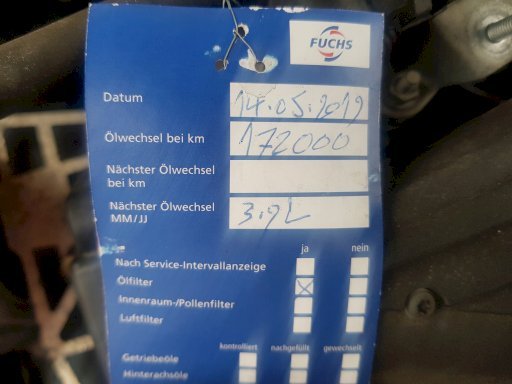 FUCHS
Datum 14.05.2019
Ölwechsel bei km 172000
Nächster Ölwechsel
bei km
Nächster Ölwechsel 3.9L
MM/JJ
ja nein
Nach Service-Intervallanzeige
Ölfilter X
Innenraum-/Pollenfilter
Luftfilter
kontrolliert nachgefüllt gewechselt
Getriebeöle
Hinterachsöle